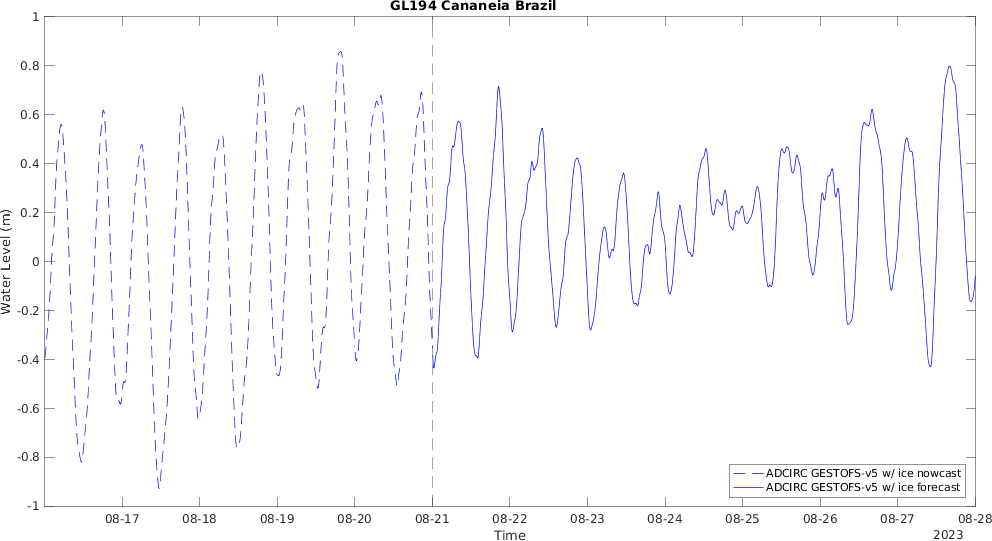 GL194 Cananeia Brazil
Water Level (m)
1
0.8
0.6
0.4
0.2
0
-0.2
-0.4
-0.6
-0.8
-1
ADCIRC GESTOFS-v5 w/ ice nowcast
ADCIRC GESTOFS-v5 w/ ice forecast
08-17 08-18 08-19 08-20 08-21 08-22 08-23 08-24 08-25 08-26 08-27 08-28
Time
2023